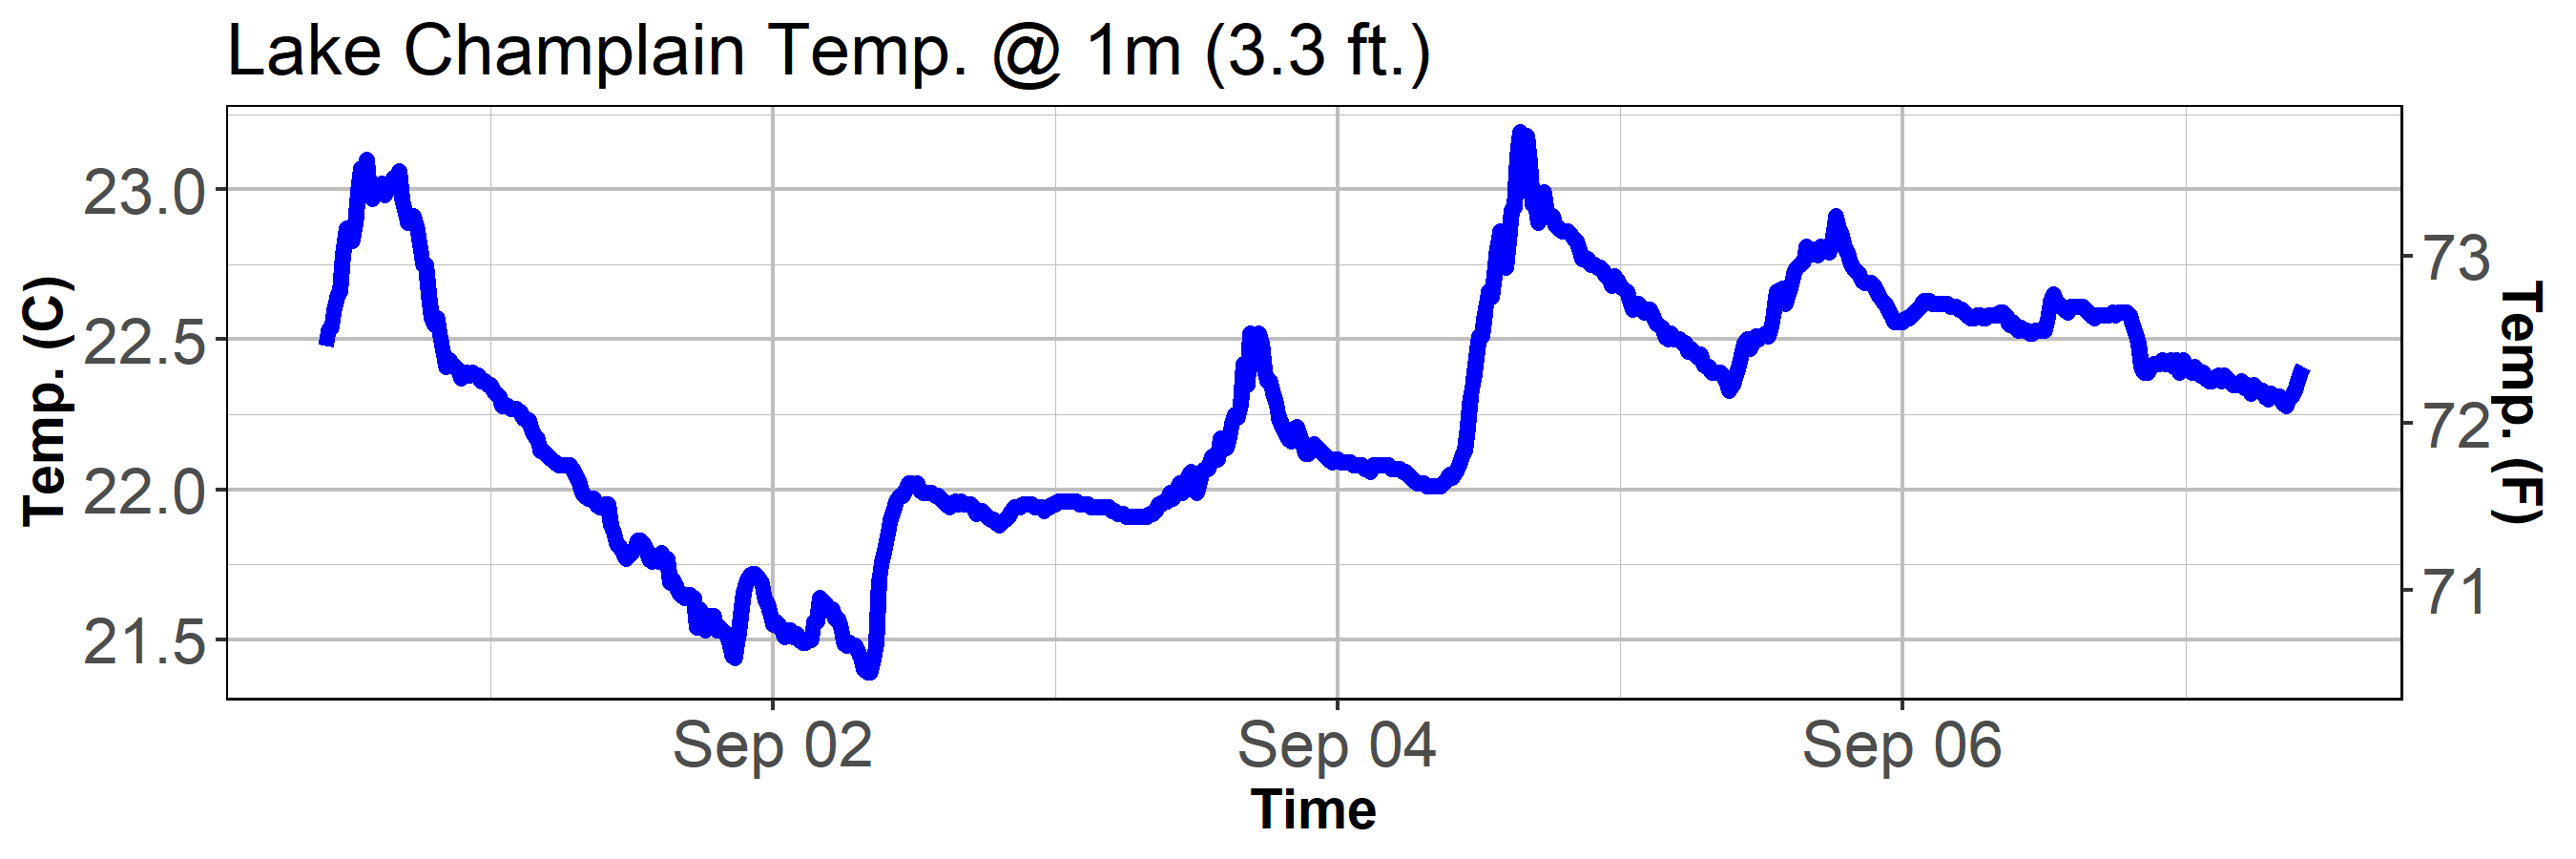 Lake Champlain Temp. @ 1m (3.3 ft.)
Temp. (C)
23.0
22.5
22.0
21.5
73
72
71
Temp. (F)
Sep 02
Sep 04
Sep 06
Time